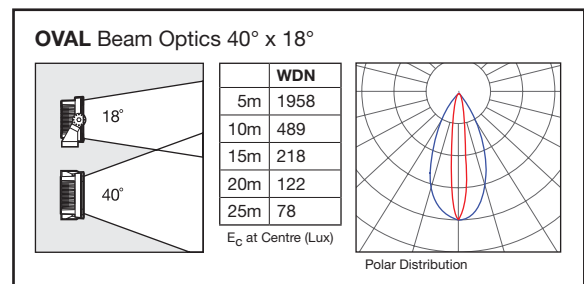 OVAL Beam Optics 40° x 18°
18°
40°
WDN
5m 1958
10m 489
15m 218
20m 122
25m 78
EC at Centre (Lux)
Polar Distribution